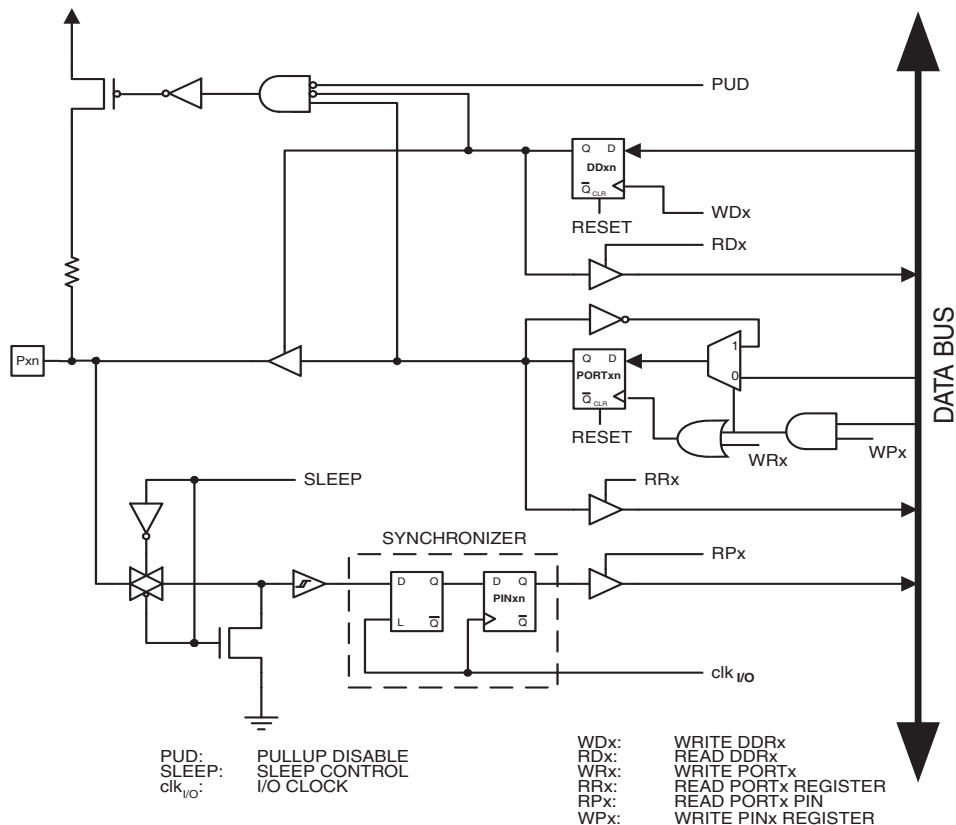 PUD
Q D
DDxn
Q CLR
WDx
RESET
RDx
Pxn
1
Q D
PORTxn
0
Q CLR
RESET
WRx
WPx
SLEEP
RRx
SYNCHRONIZER
RPx
D Q
D Q
PINxn
L Q
Q
clk I/O
DATA BUS
PUD: PULLUP DISABLE
SLEEP: SLEEP CONTROL
clkI/O: I/O CLOCK
WDx: WRITE DDRx
RDx: READ DDRx
WRx: WRITE PORTx
RRx: READ PORTx REGISTER
RPx: READ PORTx PIN
WPx: WRITE PINx REGISTER